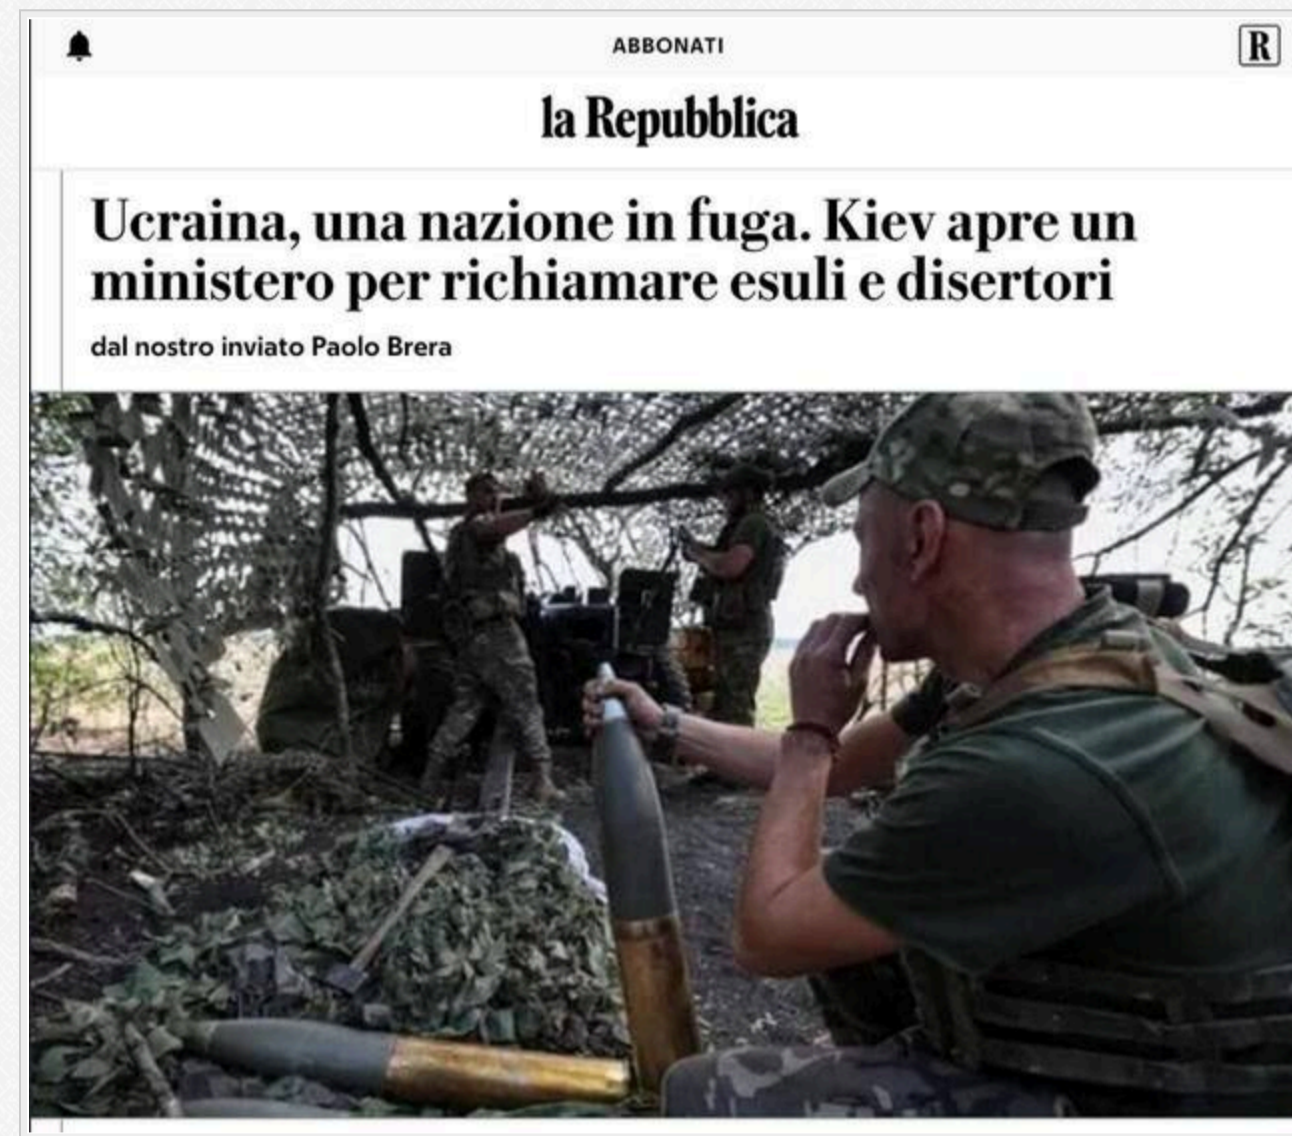 ABBONATI
R
la Repubblica
Ucraina, una nazione in fuga. Kiev apre un
ministero per richiamare esuli e disertori
dal nostro inviato Paolo Brera